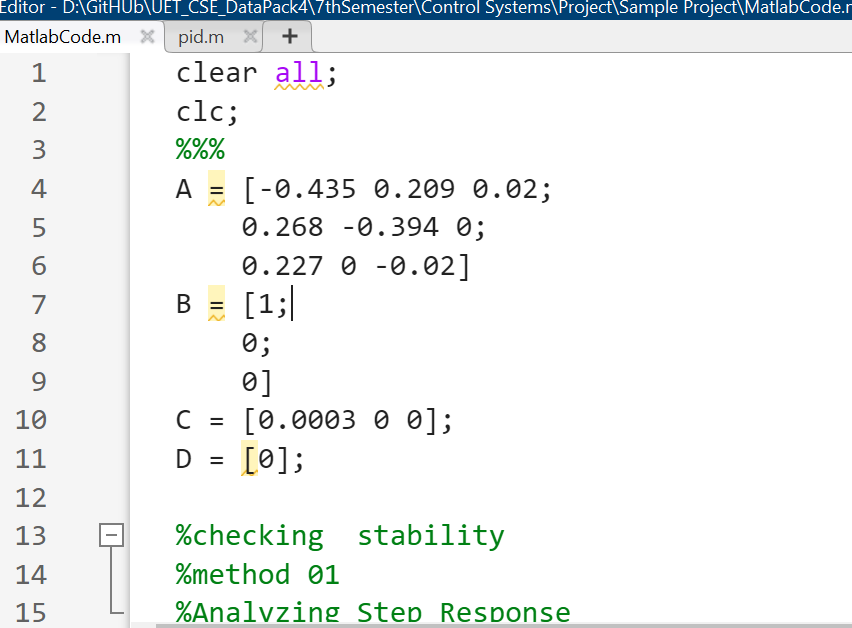 Editor - D:\GitHUb\UET_CSE_DataPack4\7thSemester\Control Systems\Project\Sample Project\MatlabCode.m
MatlabCode.m × pid.m × +
1 clear all;
2 clc;
3 %%%
4 A = [-0.435 0.209 0.02;
5 0.268 -0.394 0;
6 0.227 0 -0.02]
7 B = [1;
8 0;
9 0]
10 C = [0.0003 0 0];
11 D = [0];
12
13 %checking  stability
14 %method 01
15 %Analyzing Step Response